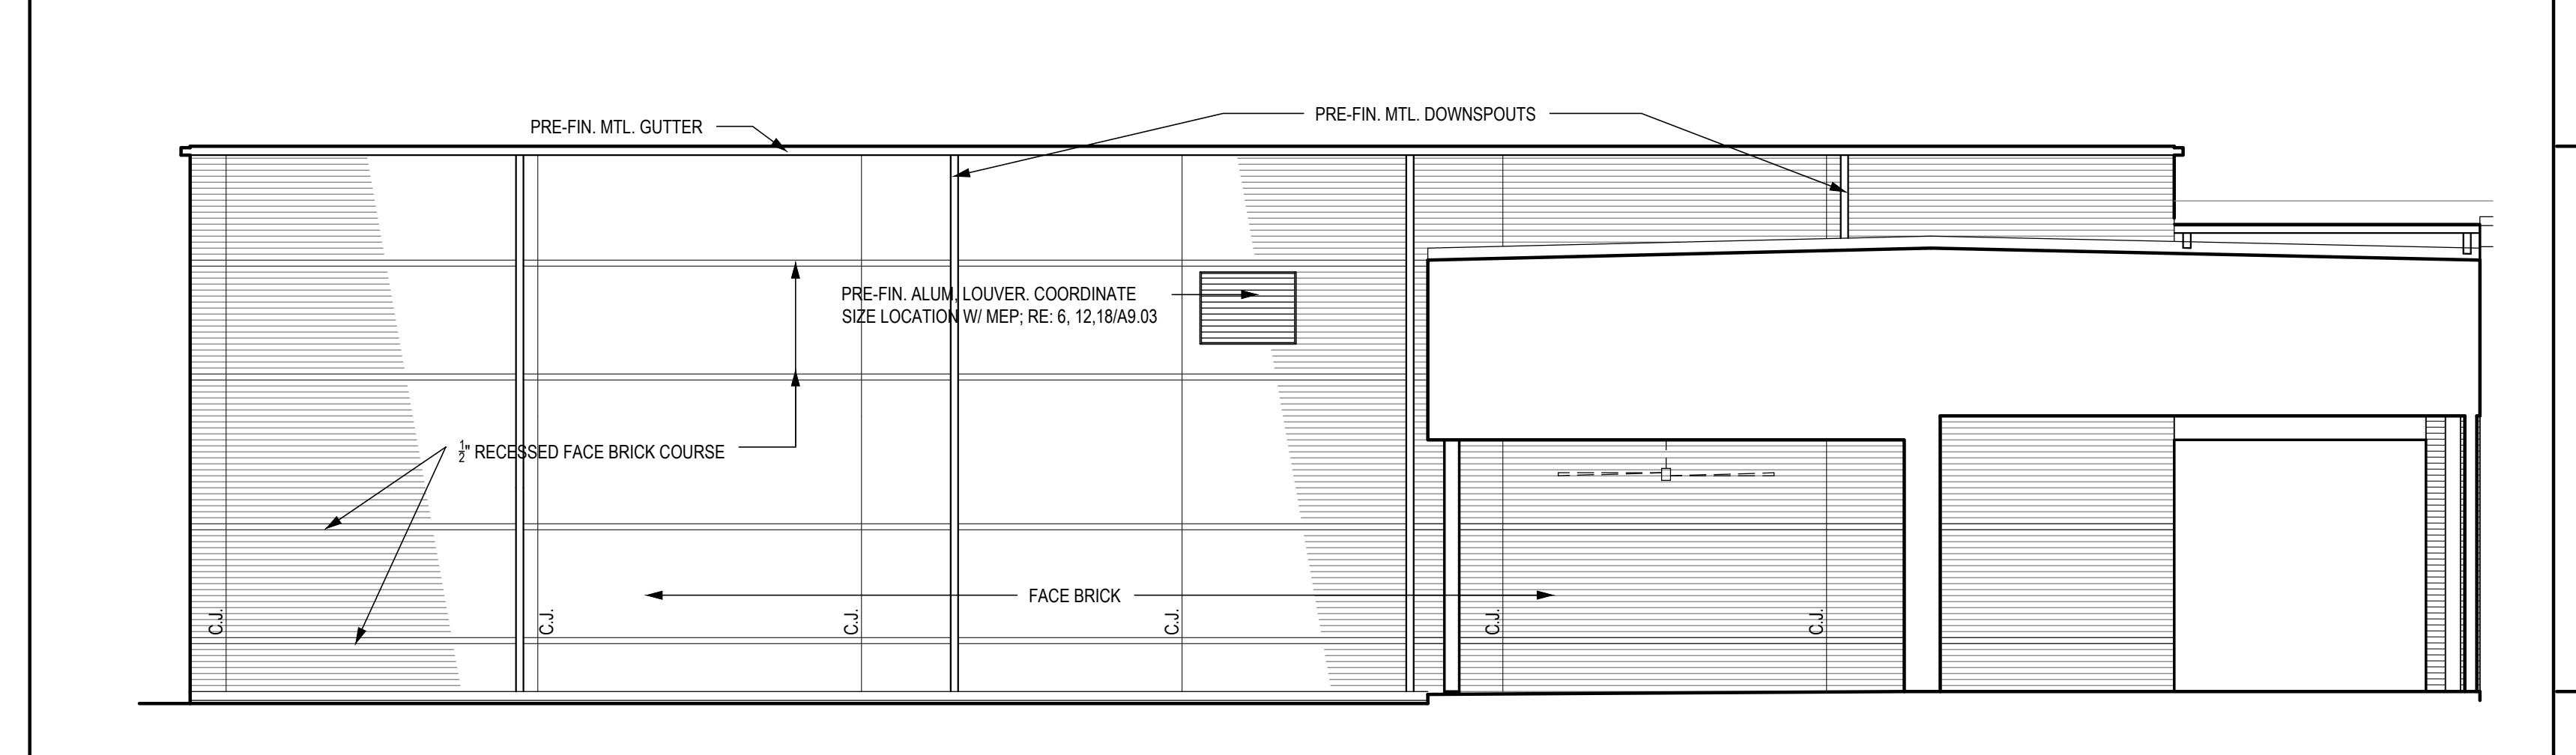 PRE-FIN. MTL. GUTTER
PRE-FIN. MTL. DOWNSPOUTS
PRE-FIN. ALUM, LOUVER. COORDINATE
SIZE LOCATION W/ MEP; RE: 6, 12,18/A9.03
½" RECESSED FACE BRICK COURSE
FACE BRICK
C.J.
C.J.
C.J.
C.J.
C.J.
C.J.